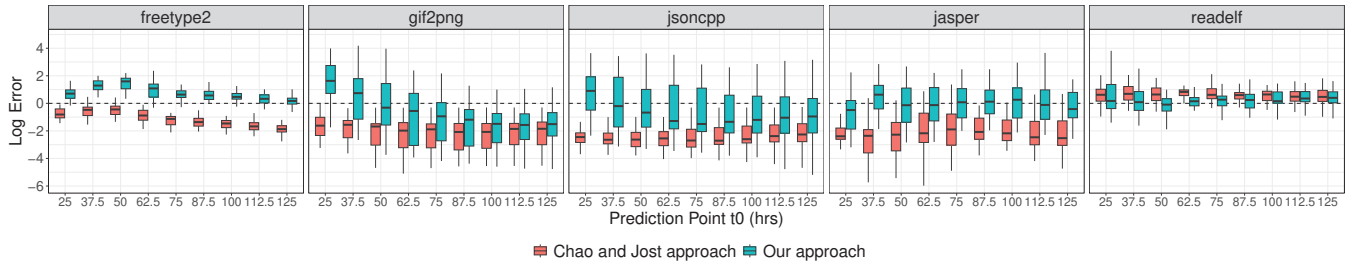 freetype2 gif2png jsoncpp jasper readelf
Log Error
4
2
0
−2
−4
−6
25 37.5 50 62.5 75 87.5 100 112.5 125 25 37.5 50 62.5 75 87.5 100 112.5 125 25 37.5 50 62.5 75 87.5 100 112.5 125 25 37.5 50 62.5 75 87.5 100 112.5 125 25 37.5 50 62.5 75 87.5 100 112.5 125
Prediction Point t0 (hrs)
Chao and Jost approach Our approach